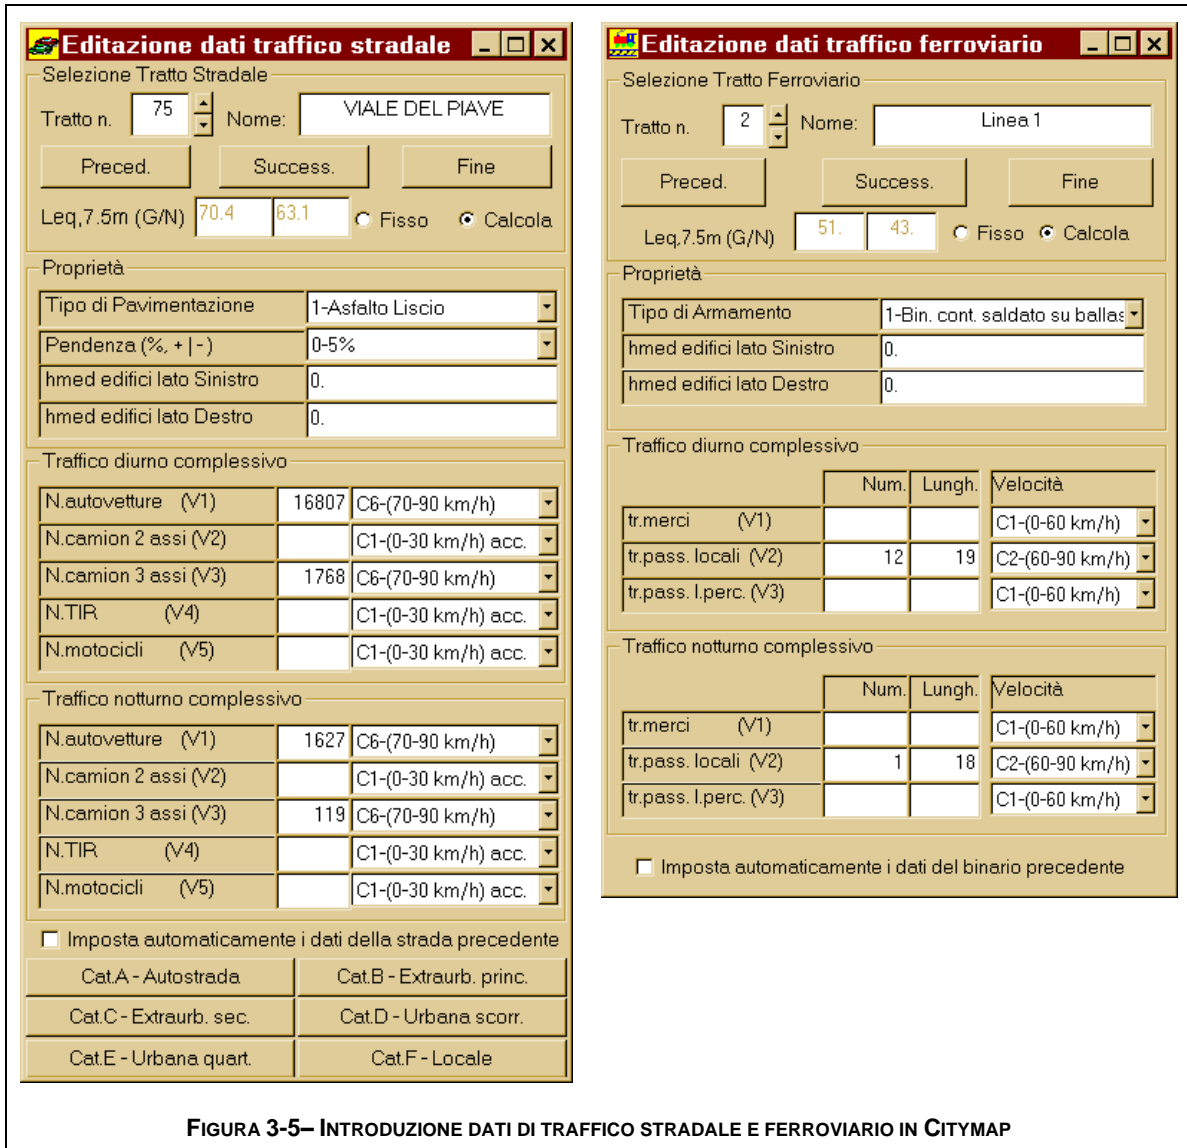 Editazione dati traffico stradale
Selezione Tratto Stradale
Tratto n. 75 Nome: VIALE DEL PIAVE
Preced. Success. Fine
Leq,7.5m (G/N) 70.4 63.1 Fisso Calcola
Proprietà
Tipo di Pavimentazione 1-Asfalto Liscio
Pendenza (%, + | -) 0-5%
hmed edifici lato Sinistro 0.
hmed edifici lato Destro 0.
Traffico diurno complessivo
N.autovetture (V1) 16807 C6-(70-90 km/h)
N.camion 2 assi (V2) C1-(0-30 km/h) acc.
N.camion 3 assi (V3) 1768 C6-(70-90 km/h)
N.TIR (V4) C1-(0-30 km/h) acc.
N.motocicli (V5) C1-(0-30 km/h) acc.
Traffico notturno complessivo
N.autovetture (V1) 1627 C6-(70-90 km/h)
N.camion 2 assi (V2) C1-(0-30 km/h) acc.
N.camion 3 assi (V3) 119 C6-(70-90 km/h)
N.TIR (V4) C1-(0-30 km/h) acc.
N.motocicli (V5) C1-(0-30 km/h) acc.
Imposta automaticamente i dati della strada precedente
Cat.A - Autostrada Cat.B - Extraurb. princ.
Cat.C - Extraurb. sec. Cat.D - Urbana scorr.
Cat.E - Urbana quart. Cat.F - Locale
Editazione dati traffico ferroviario
Selezione Tratto Ferroviario
Tratto n. 2 Nome: Linea 1
Preced. Success. Fine
Leq,7.5m (G/N) 51. 43. Fisso Calcola
Proprietà
Tipo di Armamento 1-Bin. cont. saldato su ballas
hmed edifici lato Sinistro 0.
hmed edifici lato Destro 0.
Traffico diurno complessivo
Num. Lungh. Velocità
tr.merci (V1) C1-(0-60 km/h)
tr.pass. locali (V2) 12 19 C2-(60-90 km/h)
tr.pass. l.perc. (V3) C1-(0-60 km/h)
Traffico notturno complessivo
Num. Lungh. Velocità
tr.merci (V1) C1-(0-60 km/h)
tr.pass. locali (V2) 1 18 C2-(60-90 km/h)
tr.pass. l.perc. (V3) C1-(0-60 km/h)
Imposta automaticamente i dati del binario precedente
FIGURA 3-5– INTRODUZIONE DATI DI TRAFFICO STRADALE E FERROVIARIO IN CITYMAP